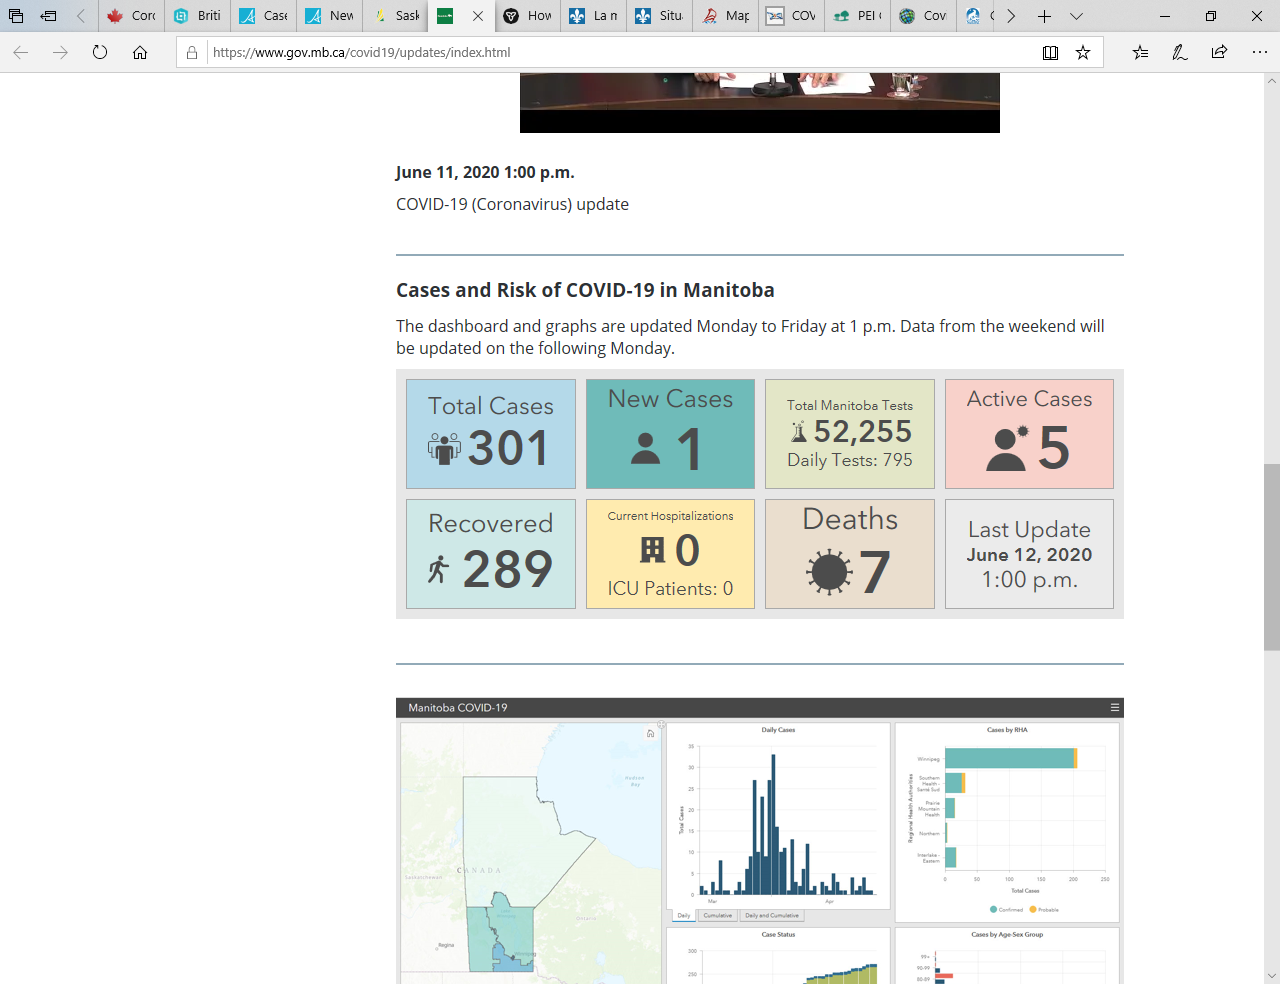 Corc
Briti
Case
New
Sask
How
La m
Situ
Map
COV
PEI
Covi
https://www.gov.mb.ca/covid19/updates/index.html
June 11, 2020 1:00 p.m.
COVID-19 (Coronavirus) update
Cases and Risk of COVID-19 in Manitoba
The dashboard and graphs are updated Monday to Friday at 1 p.m. Data from the weekend will
be updated on the following Monday.
Total Cases
301
New Cases
1
Total Manitoba Tests
52,255
Daily Tests: 795
Active Cases
5
Recovered
289
Current Hospitalizations
0
ICU Patients: 0
Deaths
7
Last Update
June 12, 2020
1:00 p.m.
Manitoba COVID-19
Hudson
Bay
CANADA
Saskatchewan
Ontario
Regina
Winnipeg
Daily Cases
Total Cases
35
30
25
20
15
10
5
0
Mar
Apr
Daily
Cumulative
Daily and Cumulative
Cases by RHA
Regional Health Authorities
Winnipeg
Southern
Health -
Santé Sud
Prairie
Mountain
Health
Northern
Interlake -
Eastern
0 50 100 150 200 250
Total Cases
Confirmed
Probable
Case Status
300
250
Cases by Age-Sex Group
99+
90-99
80-89